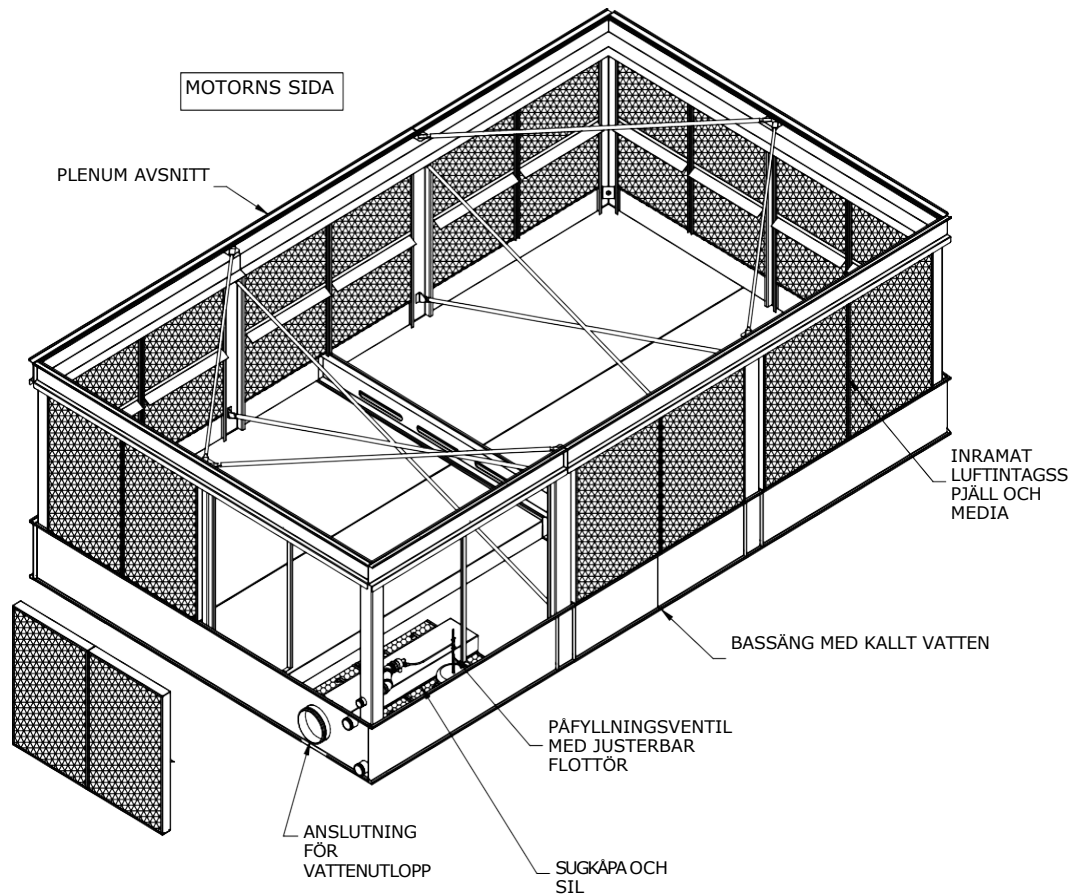 MOTORNS SIDA
PLENUM AVSNITT
INRAMAT
LUFTINTAGSS
PJÄLL OCH
MEDIA
BASSÄNG MED KALLT VATTEN
PÅFYLLNINGSVENTIL
MED JUSTERBAR
FLOTTÖR
ANSLUTNING
FÖR
VATTENUTLOPP
SUGKÅPA OCH
SIL